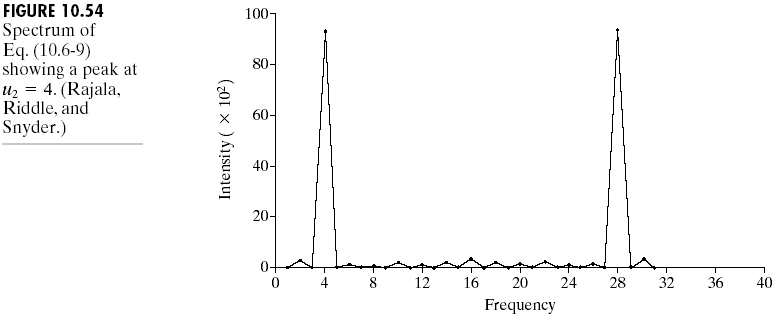 FIGURE 10.54
Spectrum of
Eq. (10.6-9)
showing a peak at
u₂ = 4. (Rajala,
Riddle, and
Snyder.)
100
80
60
40
20
0
Intensity ( × 10²)
0 4 8 12 16 20 24 28 32 36 40
Frequency